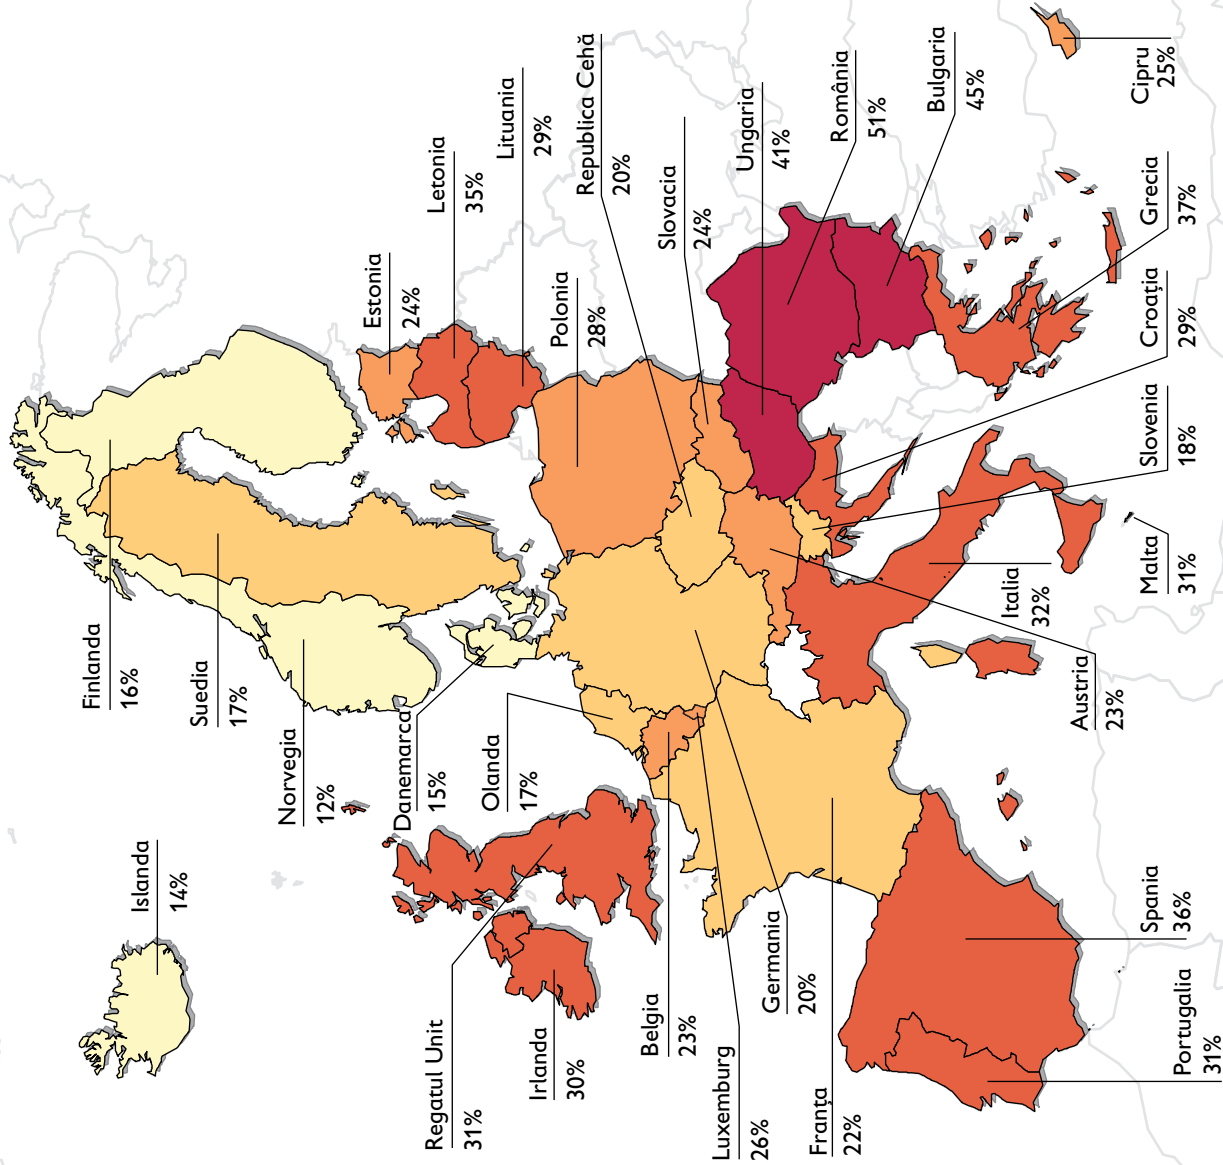 Islanda
14%
Norvegia
12%
Suedia
17%
Finlanda
16%
Estonia
24%
Letonia
35%
Lituania
29%
Danemarca
15%
Olanda
17%
Regatul Unit
31%
Irlanda
30%
Belgia
23%
Luxemburg
26%
Germania
20%
Franța
22%
Polonia
28%
Republica Cehă
20%
Slovacia
24%
Ungaria
41%
România
51%
Bulgaria
45%
Austria
23%
Slovenia
18%
Croația
29%
Italia
32%
Malta
31%
Grecia
37%
Cipru
25%
Spania
36%
Portugalia
31%